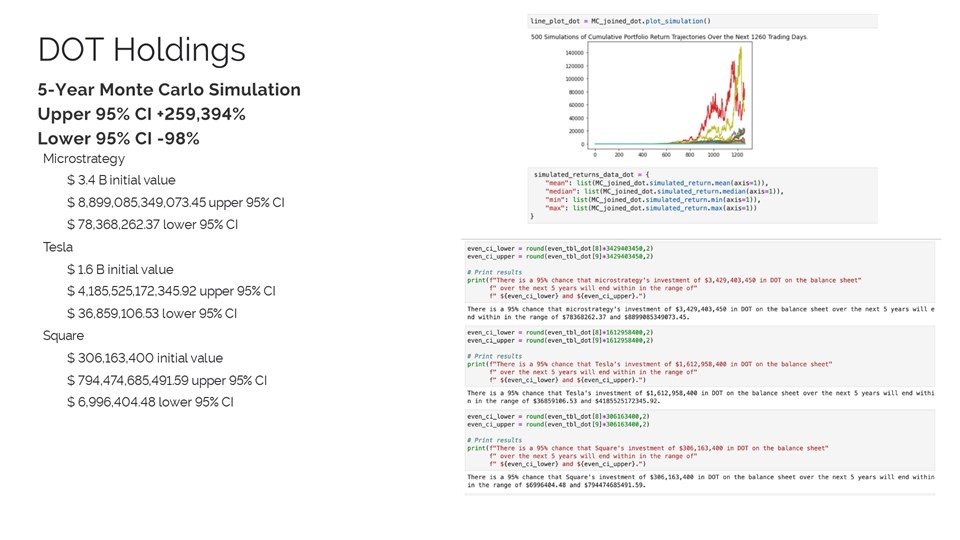 DOT Holdings
5-Year Monte Carlo Simulation
Upper 95% CI +259,394%
Lower 95% CI -98%
Microstrategy
$ 3.4 B initial value
$ 8,899,085,349,073.45 upper 95% CI
$ 78,368,262.37 lower 95% CI
Tesla
$ 1.6 B initial value
$ 4,185,525,172,345.92 upper 95% CI
$ 36,859,106.53 lower 95% CI
Square
$ 306,163,400 initial value
$ 794,474,685,491.59 upper 95% CI
$ 6,996,404.48 lower 95% CI
line_plot_dot = MC_joined_dot.plot_simulation()
500 Simulations of Cumulative Portfolio Return Trajectories Over the Next 1260 Trading Days.
140000
120000
100000
80000
60000
40000
20000
0
0 200 400 600 800 1000 1200
simulated_returns_data_dot = {
"mean": list(MC_joined_dot.simulated_return.mean(axis=1)),
"median": list(MC_joined_dot.simulated_return.median(axis=1)),
"min": list(MC_joined_dot.simulated_return.min(axis=1)),
"max": list(MC_joined_dot.simulated_return.max(axis=1))
}
even_ci_lower = round(even_tbl_dot[8]*3429403450,2)
even_ci_upper = round(even_tbl_dot[9]*3429403450,2)
# Print results
print(f"There is a 95% chance that microstrategy's investment of $3,429,403,450 in DOT on the balance sheet"
f" over the next 5 years will end within in the range of"
f" ${even_ci_lower} and ${even_ci_upper}.")
There is a 95% chance that microstrategy's investment of $3,429,403,450 in DOT on the balance sheet over the next 5 years will e
nd within in the range of $78368262.37 and $8899085349073.45.
even_ci_lower = round(even_tbl_dot[8]*1612958400,2)
even_ci_upper = round(even_tbl_dot[9]*1612958400,2)
# Print results
print(f"There is a 95% chance that Tesla's investment of $1,612,958,400 in DOT on the balance sheet"
f" over the next 5 years will end within in the range of"
f" ${even_ci_lower} and ${even_ci_upper}.")
There is a 95% chance that Tesla's investment of $1,612,958,400 in DOT on the balance sheet over the next 5 years will end withi
n in the range of $36859106.53 and $4185525172345.92.
even_ci_lower = round(even_tbl_dot[8]*306163400,2)
even_ci_upper = round(even_tbl_dot[9]*306163400,2)
# Print results
print(f"There is a 95% chance that Square's investment of $306,163,400 in DOT on the balance sheet"
f" over the next 5 years will end within in the range of"
f" ${even_ci_lower} and ${even_ci_upper}.")
There is a 95% chance that Square's investment of $306,163,400 in DOT on the balance sheet over the next 5 years will end within
in the range of $6996404.48 and $794474685491.59.